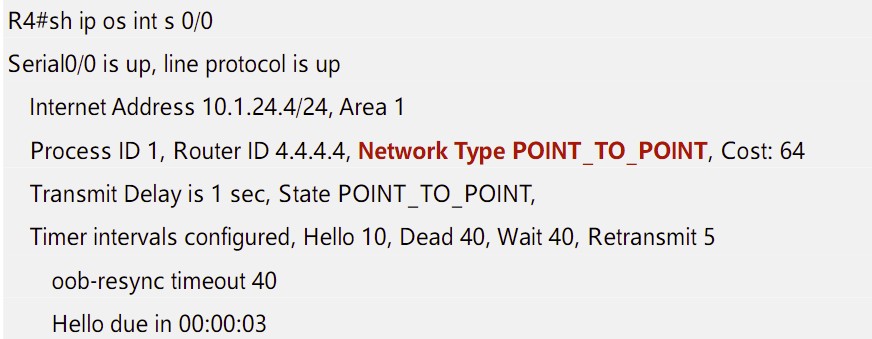 R4#sh ip os int s 0/0
Serial0/0 is up, line protocol is up
Internet Address 10.1.24.4/24, Area 1
Process ID 1, Router ID 4.4.4.4, Network Type POINT_TO_POINT, Cost: 64
Transmit Delay is 1 sec, State POINT_TO_POINT,
Timer intervals configured, Hello 10, Dead 40, Wait 40, Retransmit 5
oob-resync timeout 40
Hello due in 00:00:03